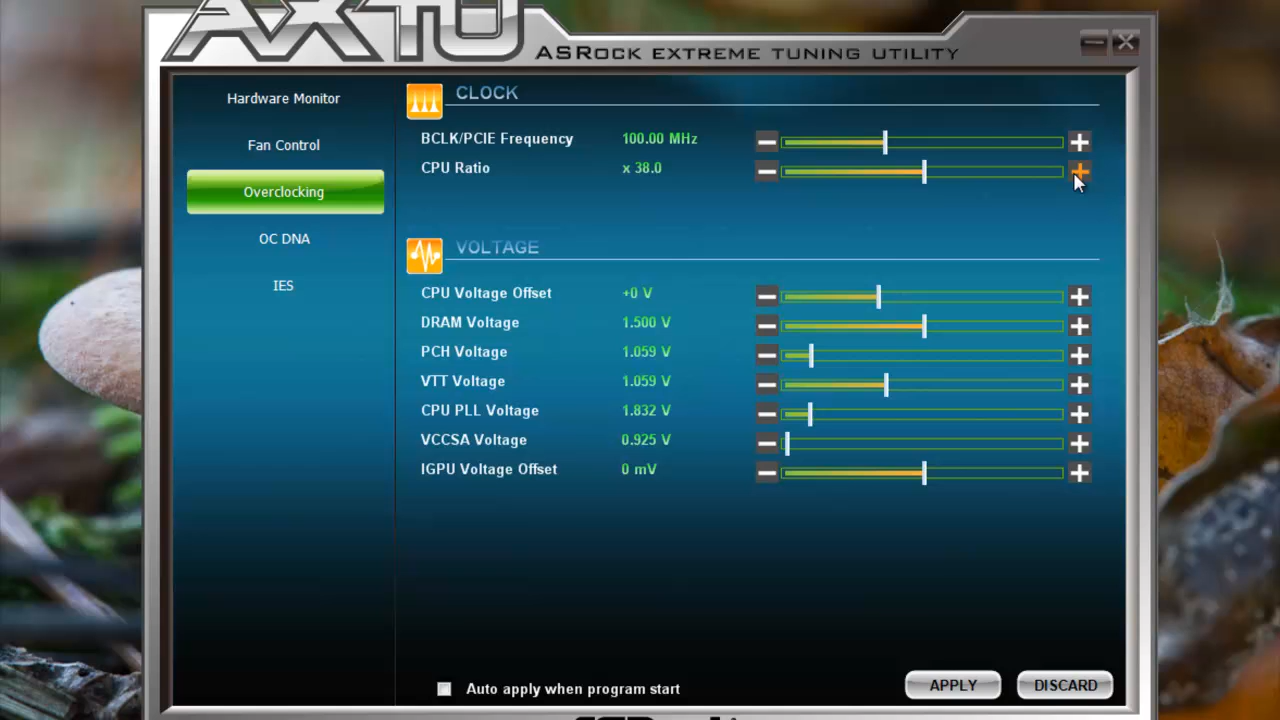 AXTU
ASRock EXTREME TUNING UTILITY
Hardware Monitor
Fan Control
Overclocking
OC DNA
IES
CLOCK
BCLK/PCIE Frequency 100.00 MHz
CPU Ratio x 38.0
VOLTAGE
CPU Voltage Offset +0 V
DRAM Voltage 1.500 V
PCH Voltage 1.059 V
VTT Voltage 1.059 V
CPU PLL Voltage 1.832 V
VCCSA Voltage 0.925 V
IGPU Voltage Offset 0 mV
Auto apply when program start
APPLY DISCARD